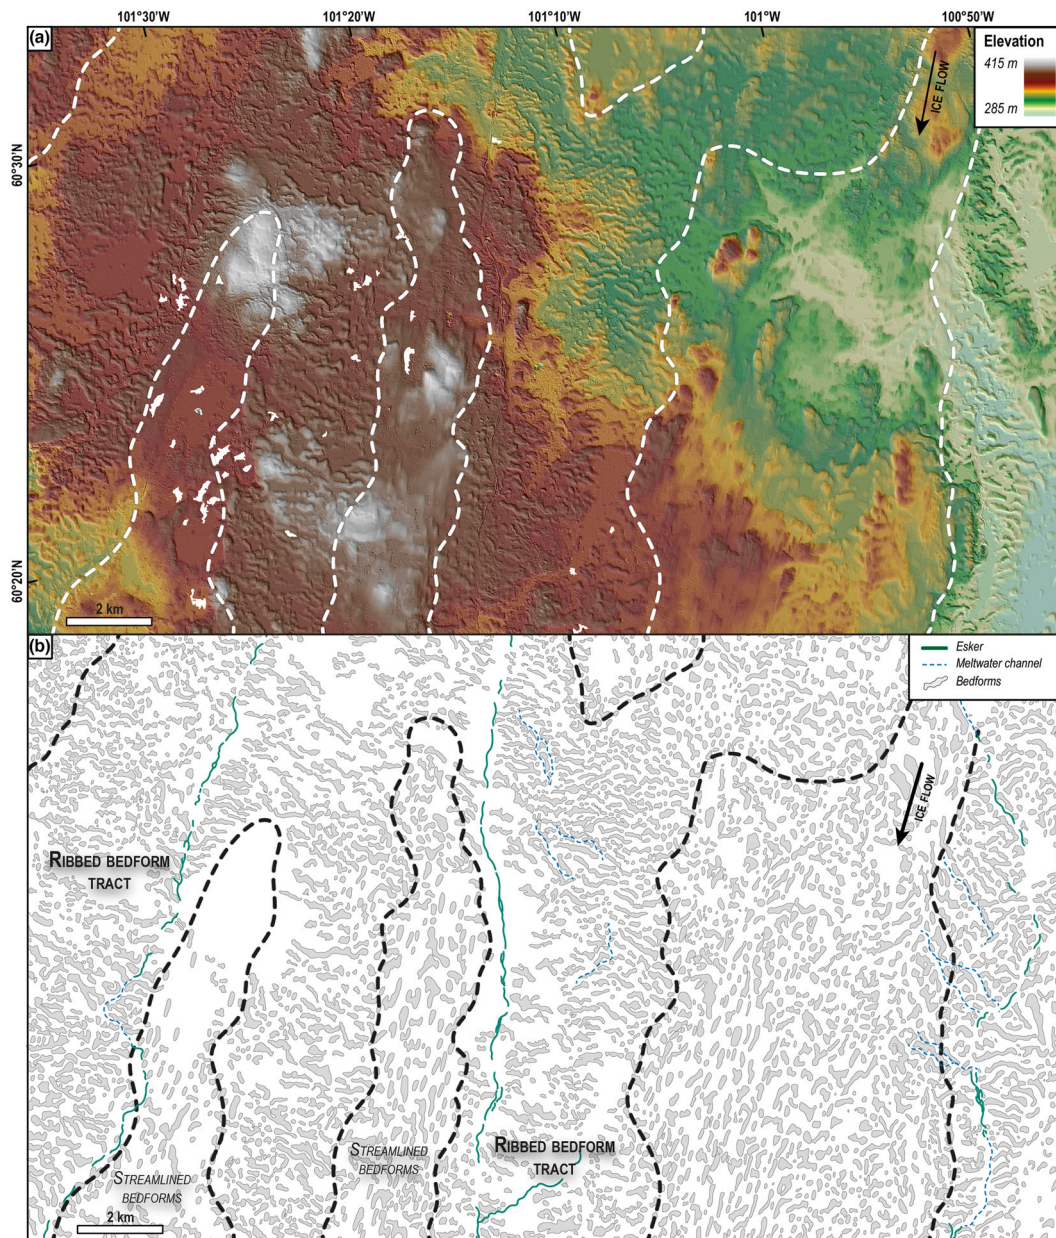 101°30'W
101°20'W
101°10'W
101°W
100°50'W
(a)
ICE FLOW
Elevation
415 m
285 m
60°30'N
60°20'N
2 km
(b)
Esker
Meltwater channel
Bedforms
ICE FLOW
RIBBED BEDFORM
TRACT
STREAMLINED
BEDFORMS
STREAMLINED
BEDFORMS
RIBBED BEDFORM
TRACT
2 km